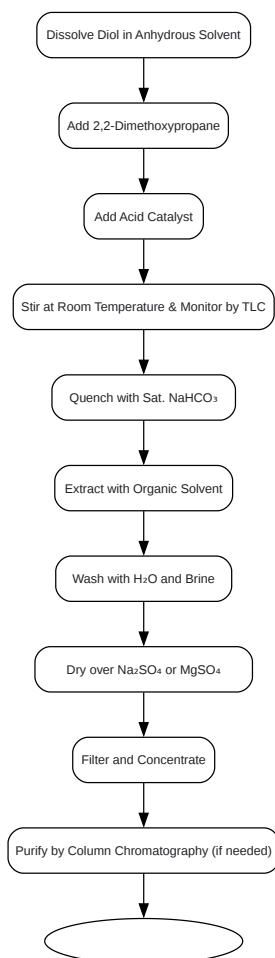 Dissolve Diol in Anhydrous Solvent
Add 2,2-Dimethoxypropane
Add Acid Catalyst
Stir at Room Temperature & Monitor by TLC
Quench with Sat. NaHCO₃
Extract with Organic Solvent
Wash with H₂O and Brine
Dry over Na₂SO₄ or MgSO₄
Filter and Concentrate
Purify by Column Chromatography (if needed)